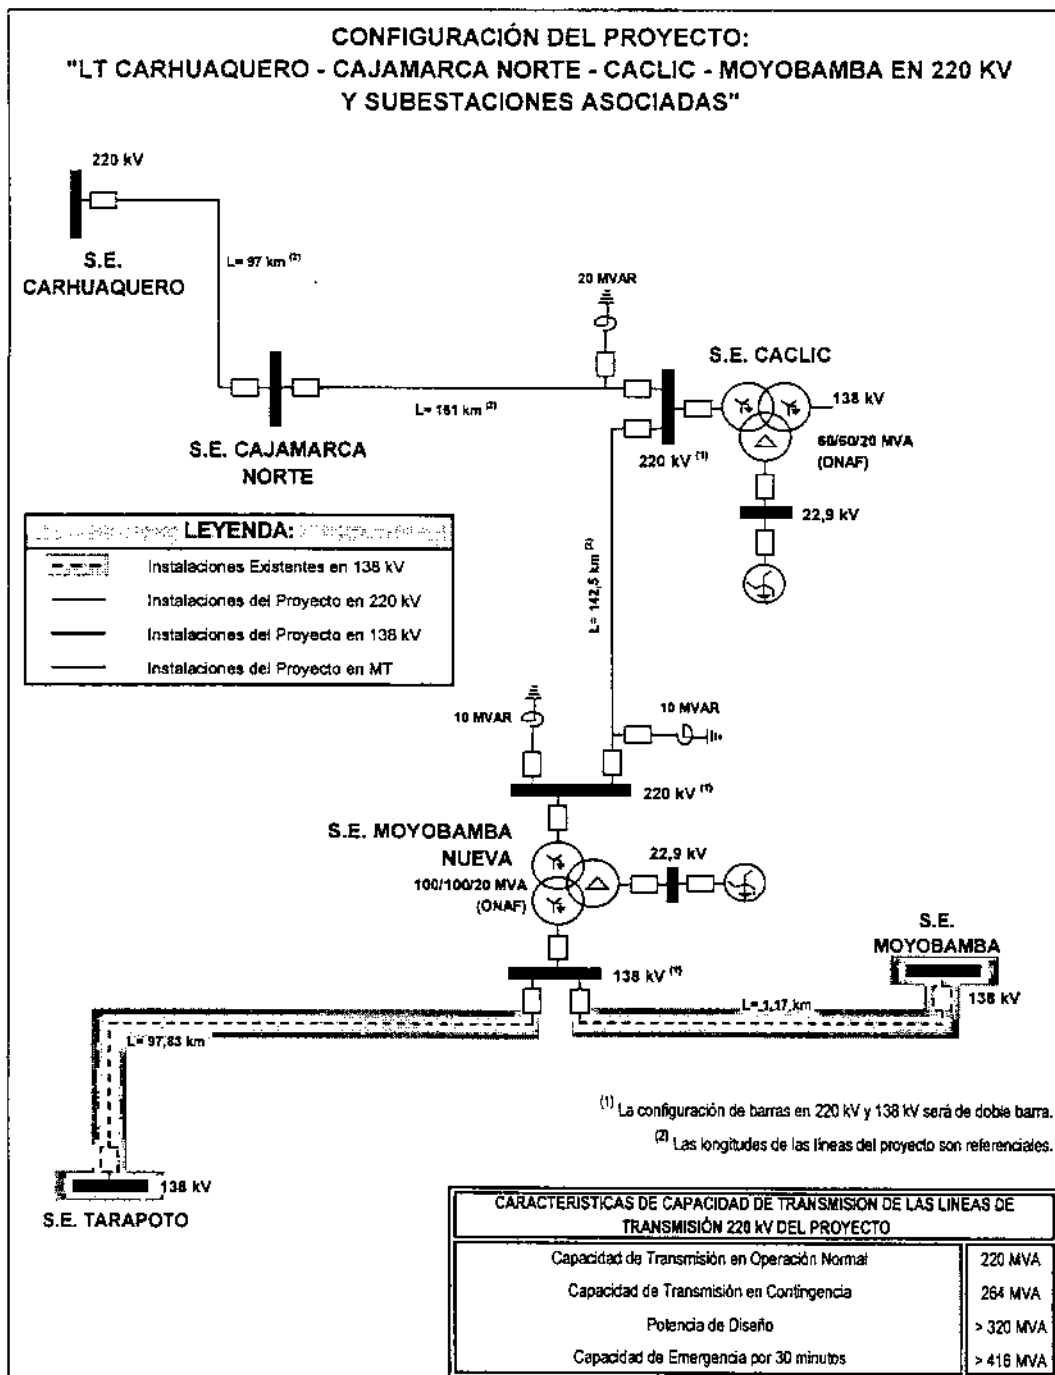 CONFIGURACIÓN DEL PROYECTO:
"LT CARHUAQUERO - CAJAMARCA NORTE - CACLIC - MOYOBAMBA EN 220 KV
Y SUBESTACIONES ASOCIADAS"
220 kV
S.E.
CARHUAQUERO
L= 97 km (2)
20 MVAR
S.E. CACLIC
138 kV
60/60/20 MVA
(ONAF)
220 kV (1)
22,9 kV
L= 161 km (2)
S.E. CAJAMARCA
NORTE
LEYENDA:
Instalaciones Existentes en 138 kV
Instalaciones del Proyecto en 220 kV
Instalaciones del Proyecto en 138 kV
Instalaciones del Proyecto en MT
L= 142,5 km (2)
10 MVAR
10 MVAR
220 kV (1)
S.E. MOYOBAMBA
NUEVA
100/100/20 MVA
(ONAF)
22,9 kV
138 kV (1)
S.E.
MOYOBAMBA
138 kV
L= 1,17 km
L= 97,83 km
138 kV
S.E. TARAPOTO
(1) La configuración de barras en 220 kV y 138 kV será de doble barra.
(2) Las longitudes de las líneas del proyecto son referenciales.
CARACTERISTICAS DE CAPACIDAD DE TRANSMISION DE LAS LINEAS DE
TRANSMISIÓN 220 kV DEL PROYECTO
Capacidad de Transmisión en Operación Normal 220 MVA
Capacidad de Transmisión en Contingencia 264 MVA
Potencia de Diseño > 320 MVA
Capacidad de Emergencia por 30 minutos > 416 MVA